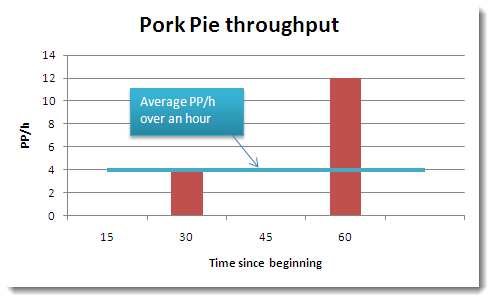 Pork Pie throughput
14
12
10
8
6
4
2
0
PP/h
Average PP/h
over an hour
15 30 45 60
Time since beginning